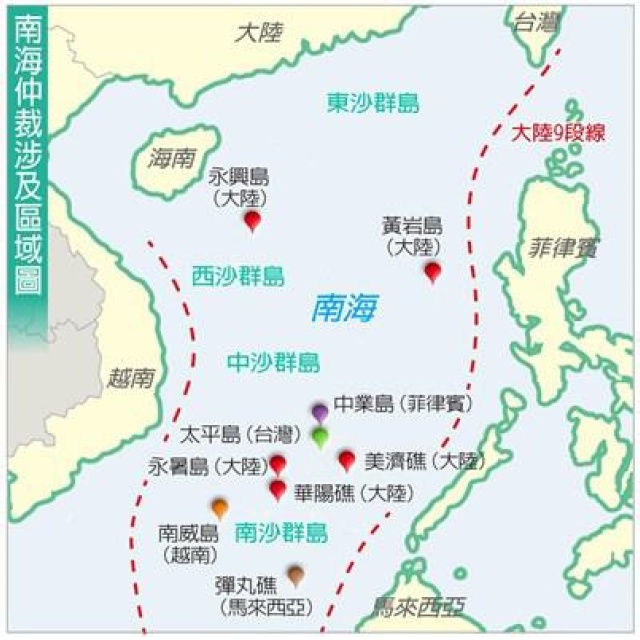 南海仲裁涉及區域圖
大陸
台灣
東沙群島
大陸9段線
海南
永興島
（大陸）
黃岩島
（大陸）
菲律賓
西沙群島
南海
中沙群島
越南
中業島（菲律賓）
太平島（台灣）
永暑島（大陸）
美濟礁（大陸）
華陽礁（大陸）
南威島
（越南）
南沙群島
彈丸礁
（馬來西亞）
馬來西亞